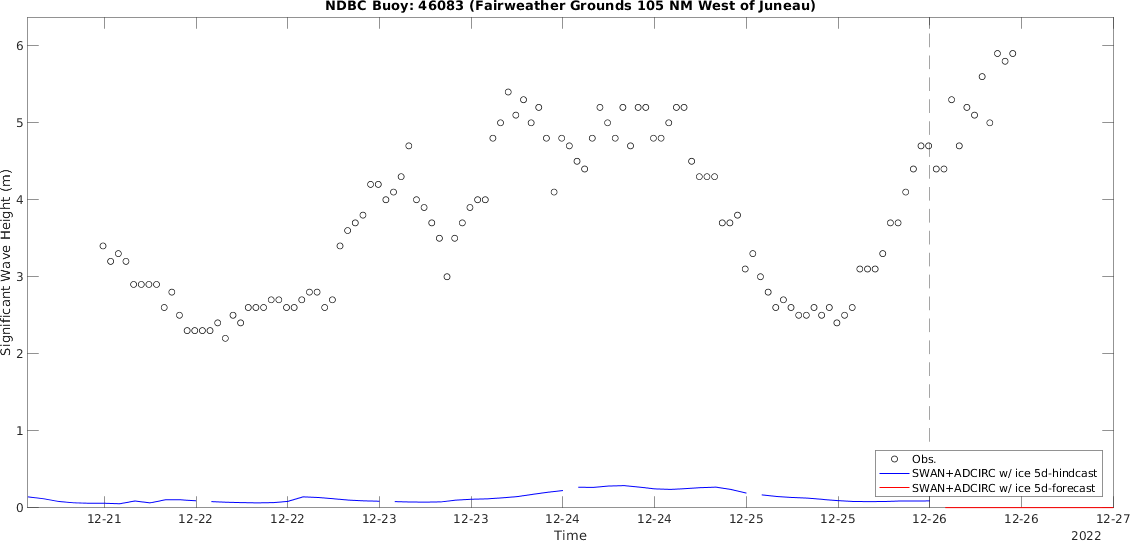 NDBC Buoy: 46083 (Fairweather Grounds 105 NM West of Juneau)
Significant Wave Height (m)
6
5
4
3
2
1
0
Obs.
SWAN+ADCIRC w/ ice 5d-hindcast
SWAN+ADCIRC w/ ice 5d-forecast
12-21 12-22 12-22 12-23 12-23 12-24 12-24 12-25 12-25 12-26 12-26 12-27
Time
2022